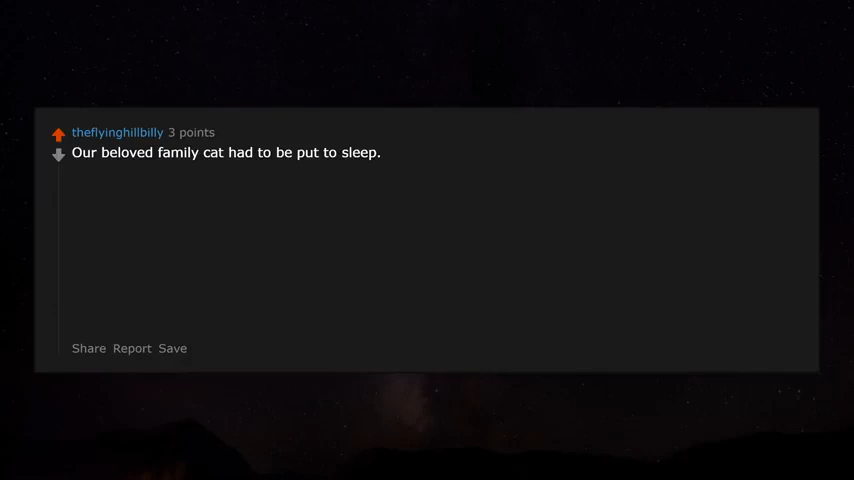 theflyinghillbilly 3 points
Our beloved family cat had to be put to sleep.
Share Report Save